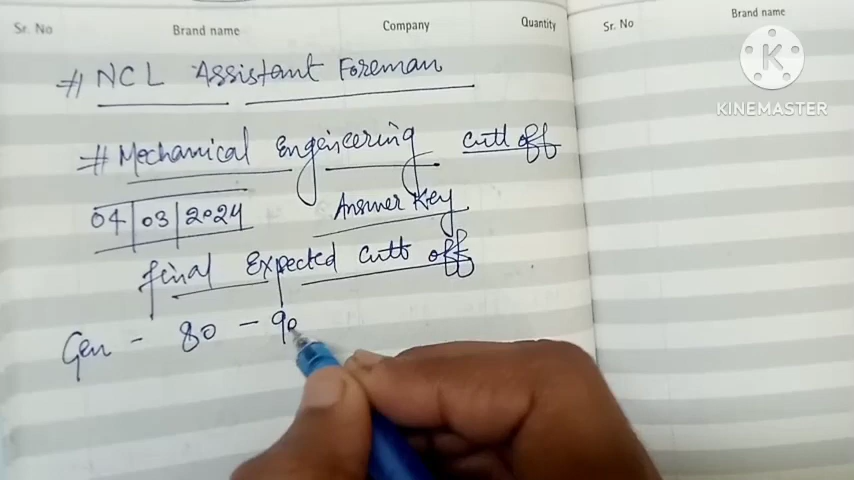 Sr. No Brand name Company Quantity Sr. No Brand name
K
KINEMASTER
# NCL Assistant Foreman
# Mechanical Engineering Cutt off
04/03/2024 Answer Key
final Expected Cutt off
Gen - 80 - 90